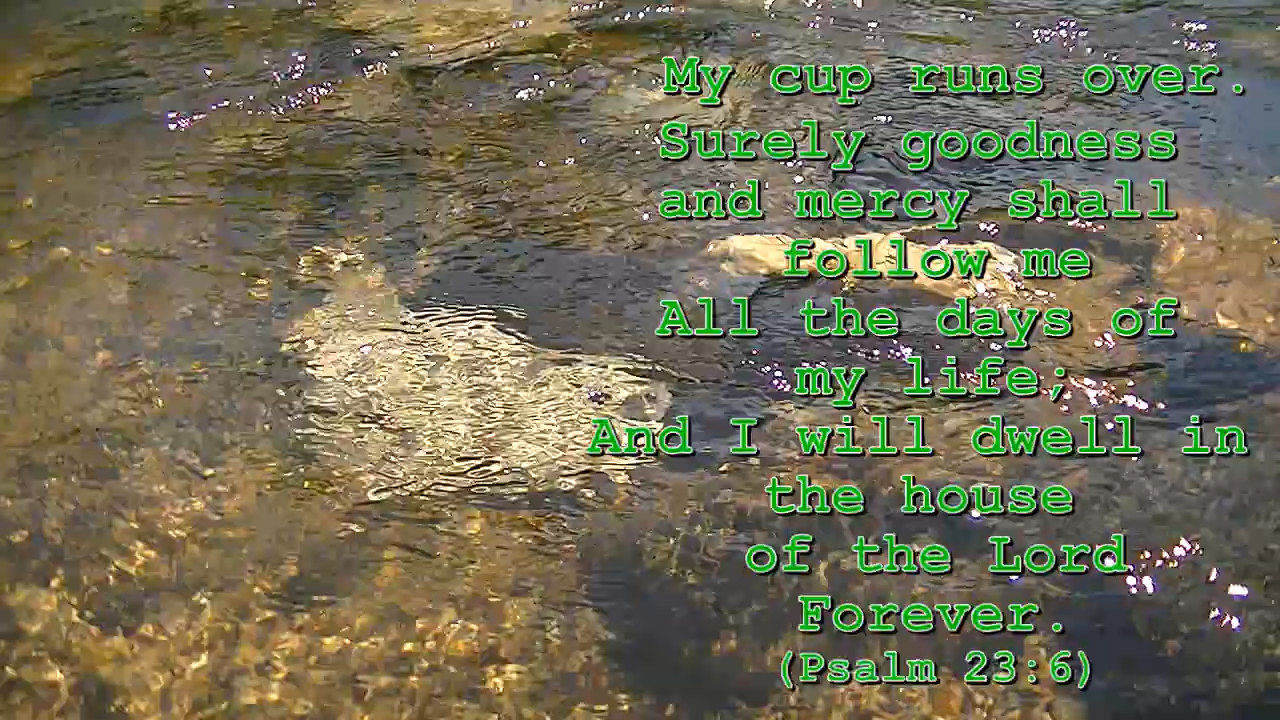 My cup runs over.
Surely goodness
and mercy shall
follow me
All the days of
my life;
And I will dwell in
the house
of the Lord
Forever.
(Psalm 23:6)